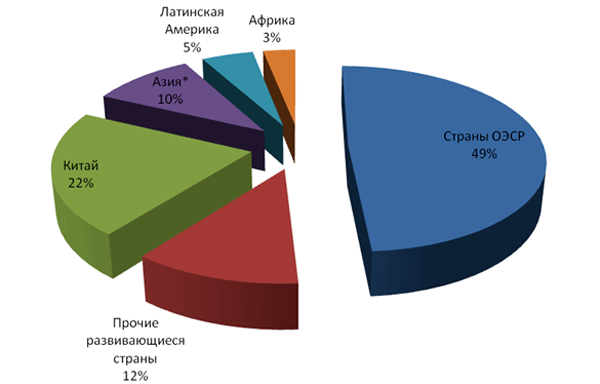 Латинская
Америка
5%
Африка
3%
Азия*
10%
Страны ОЭСР
49%
Китай
22%
Прочие
развивающиеся
страны
12%